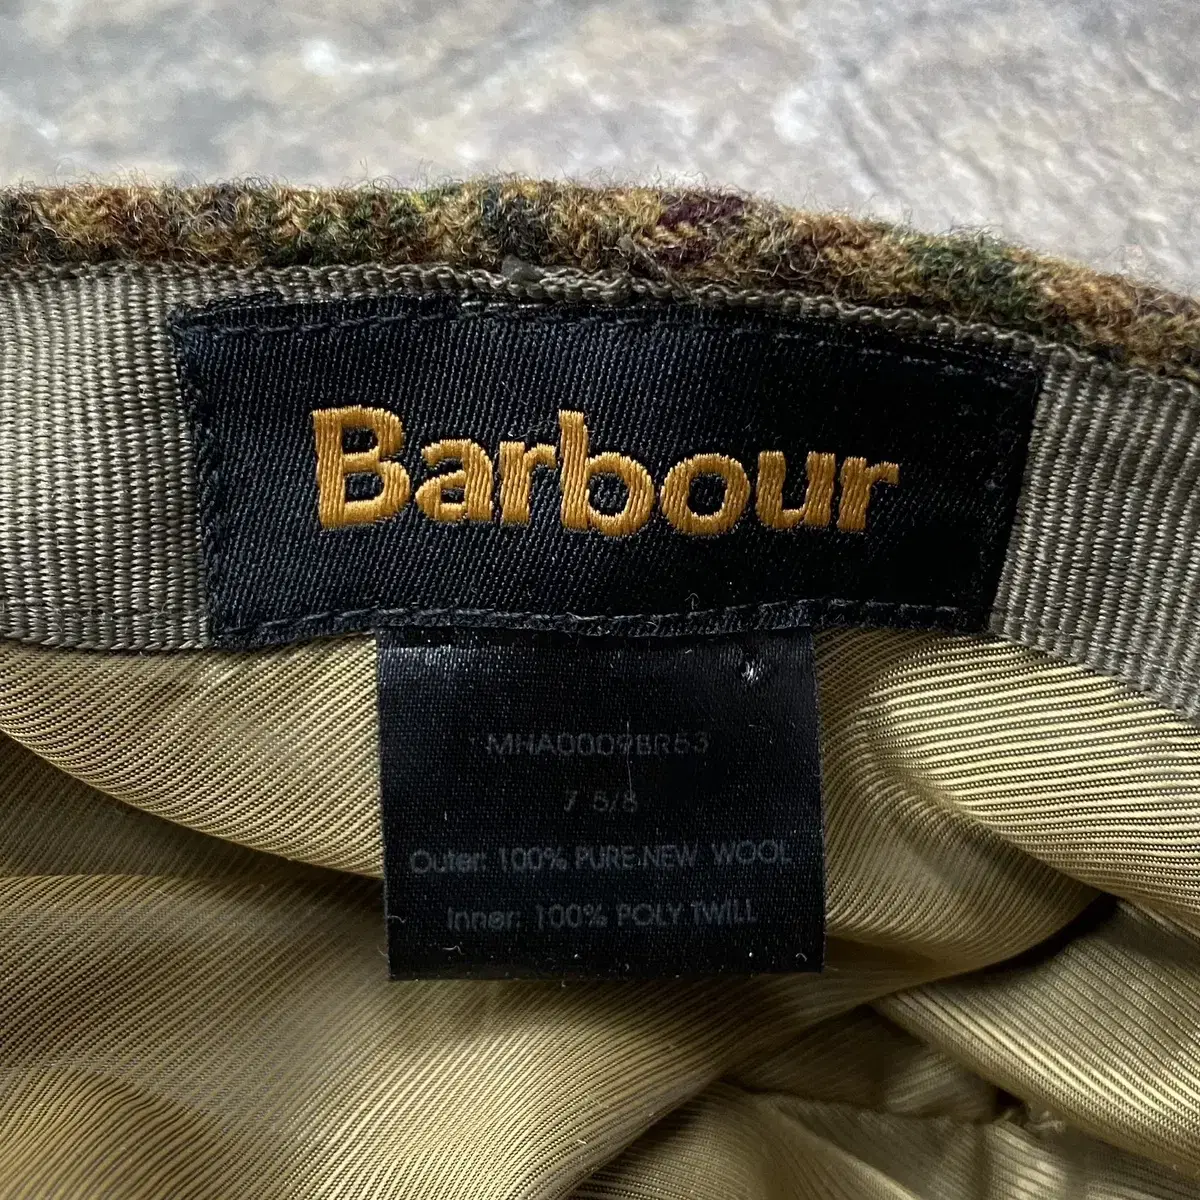 Barbour
MHA0009BR53
7 5/8
Outer: 100% PURE NEW WOOL
Inner: 100% POLY TWILL